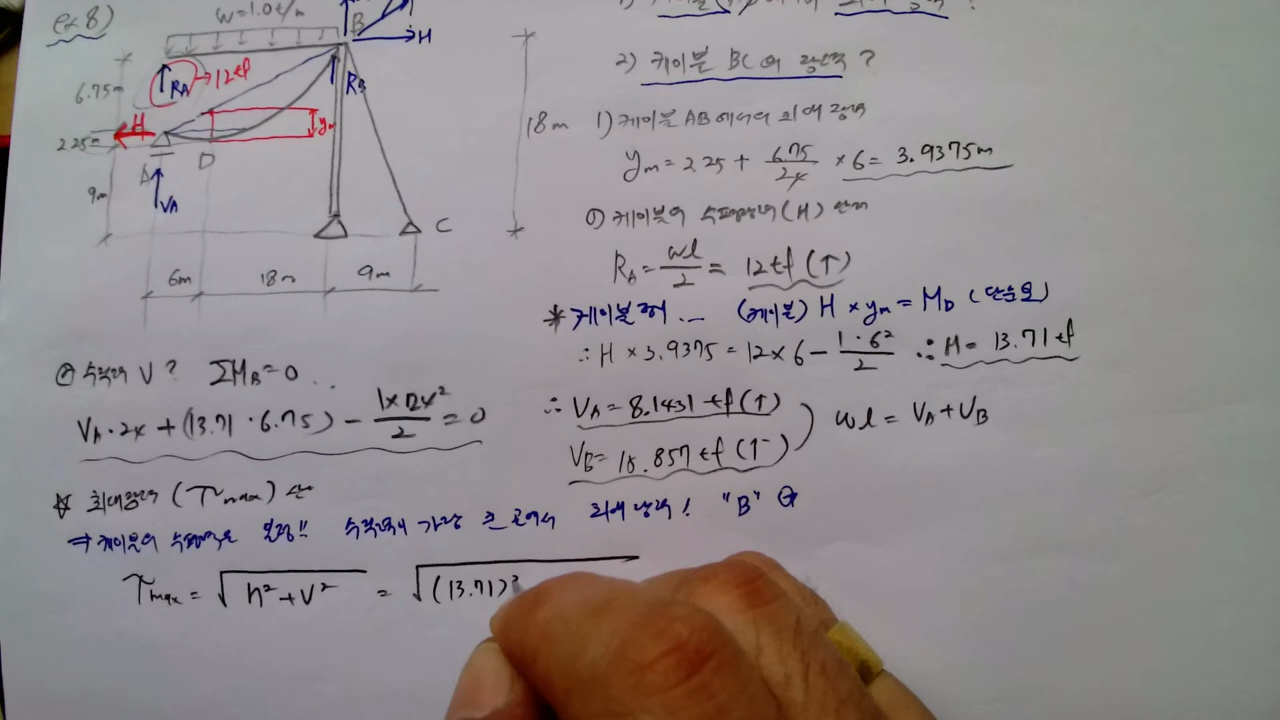 ex 8)
w=1.0 t/m
B
H
2) 케이블 BC의 장력?
6.75m
RA
12tf
RB
H
ym
2.25m
18m
1) 케이블 AB에서의 최대장력
A
D
ym = 2.25 + 6.75/24 × 6 = 3.9375m
9m
VA
C
① 케이블의 수평장력(H) 산정
6m 18m 9m
RA = wl/2 = 12tf (↑)
* 케이블 정리 … (케이블) H × ym = MD (단순보)
∴ H × 3.9375 = 12×6 − 1·6²/2 ∴ H = 13.71 tf
② 수직력 V? ΣMB=0 ..
VA·24 + (13.71·6.75) − 1×24²/2 = 0
∴ VA = 8.1431 tf (↑)
VB = 15.857 tf (↑)
wl = VA + VB
☆ 최대장력 (Tmax) 산
⇒ 케이블의 수평력은 일정!! 수직력이 가장 큰 곳에서 최대장력! "B"점
Tmax = √(H²+V²) = √(13.71)²